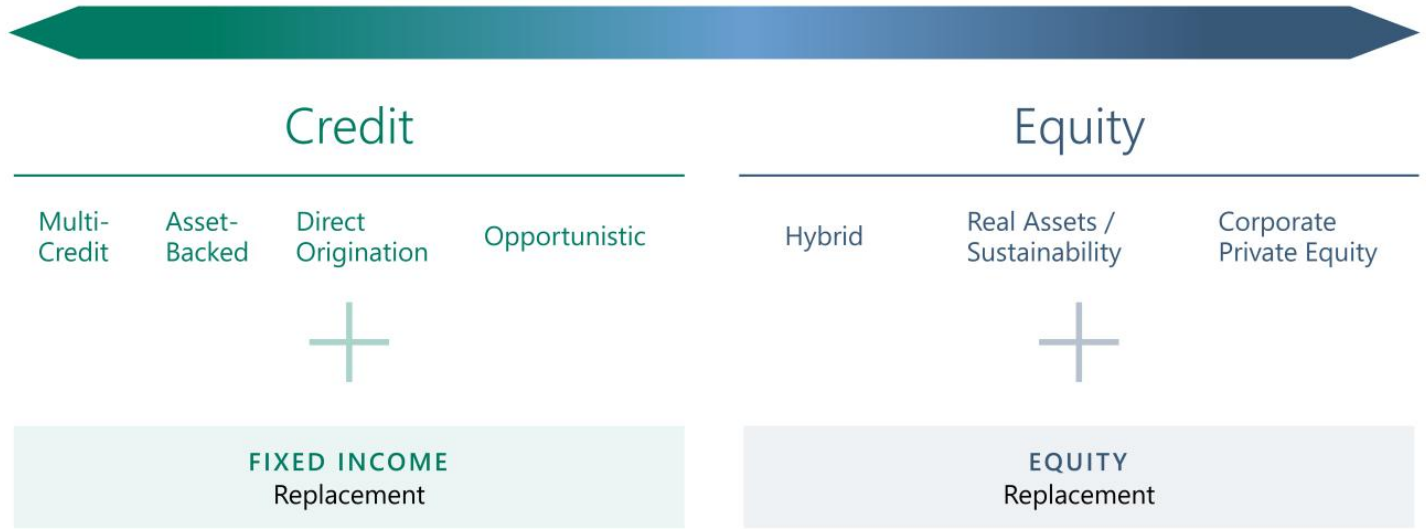 Credit
Equity
Multi-
Credit
Asset-
Backed
Direct
Origination
Opportunistic
Hybrid
Real Assets /
Sustainability
Corporate
Private Equity
FIXED INCOME
Replacement
EQUITY
Replacement